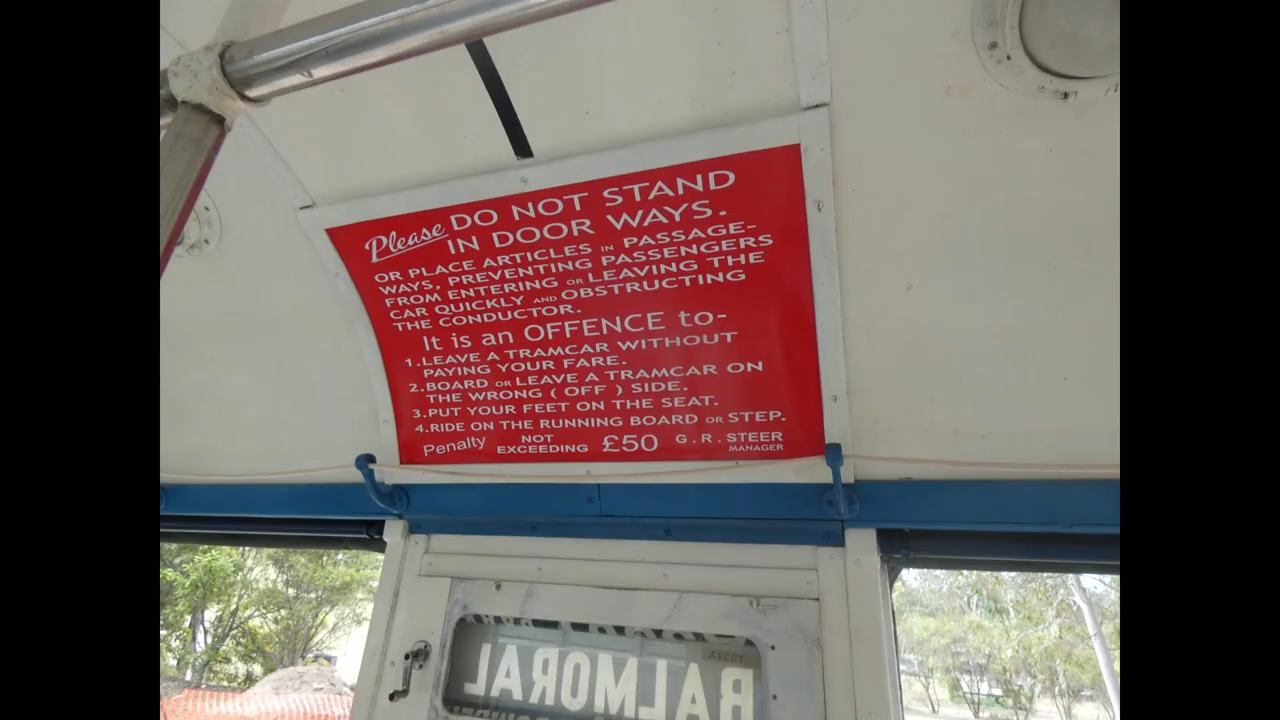 Please DO NOT STAND
IN DOOR WAYS.
OR PLACE ARTICLES IN PASSAGE-
WAYS, PREVENTING PASSENGERS
FROM ENTERING OR LEAVING THE
CAR QUICKLY AND OBSTRUCTING
THE CONDUCTOR.
It is an OFFENCE to-
1. LEAVE A TRAMCAR WITHOUT
PAYING YOUR FARE.
2. BOARD OR LEAVE A TRAMCAR ON
THE WRONG ( OFF ) SIDE.
3. PUT YOUR FEET ON THE SEAT.
4. RIDE ON THE RUNNING BOARD OR STEP.
Penalty NOT EXCEEDING £50 G.R. STEER
MANAGER
ASCOT
BALMORAL